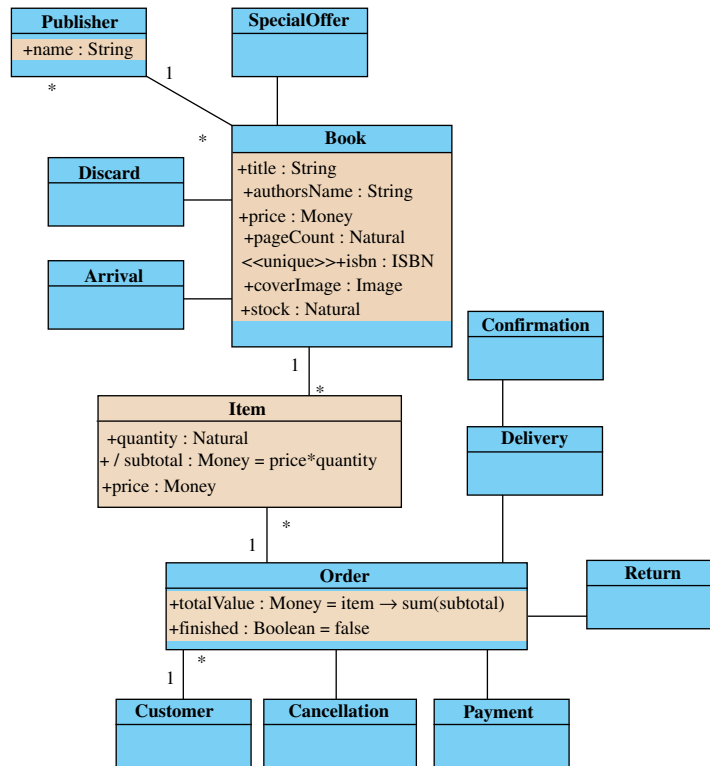 Publisher
+name : String
SpecialOffer
1
*
*
Book
+title : String
+authorsName : String
+price : Money
+pageCount : Natural
<<unique>>+isbn : ISBN
+coverImage : Image
+stock : Natural
Discard
Arrival
Confirmation
1
*
Item
+quantity : Natural
+ / subtotal : Money = price*quantity
+price : Money
Delivery
*
1
Order
+totalValue : Money = item → sum(subtotal)
+finished : Boolean = false
Return
*
1
Customer
Cancellation
Payment